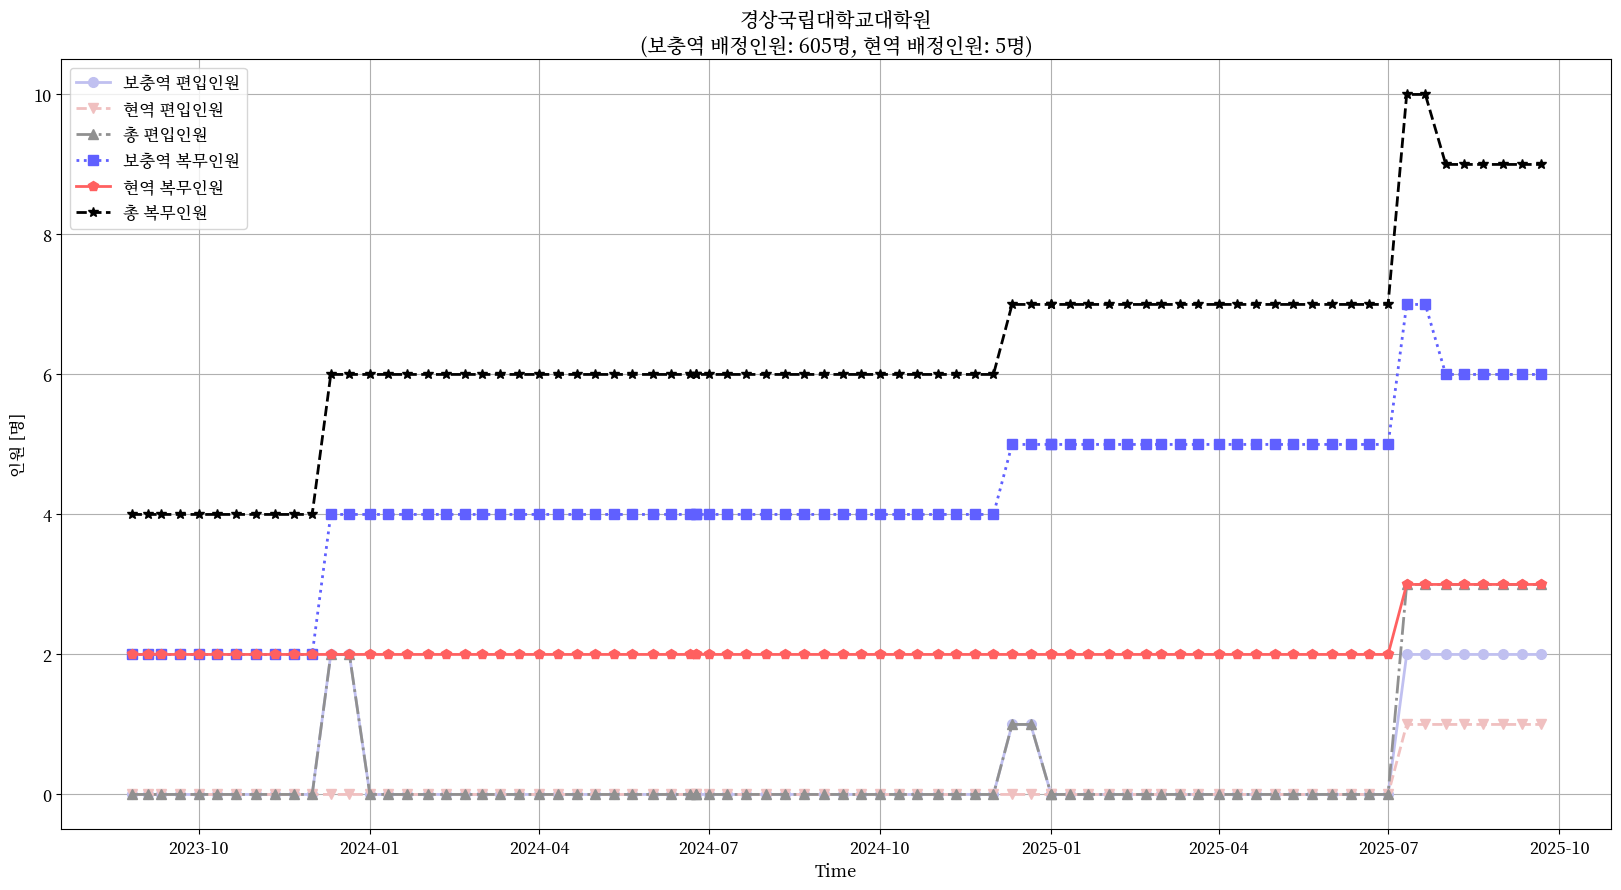 경상국립대학교대학원
(보충역 배정인원: 605명, 현역 배정인원: 5명)
보충역 편입인원
현역 편입인원
총 편입인원
보충역 복무인원
현역 복무인원
총 복무인원
인원 [명]
10
8
6
4
2
0
2023-10
2024-01
2024-04
2024-07
2024-10
2025-01
2025-04
2025-07
2025-10
Time